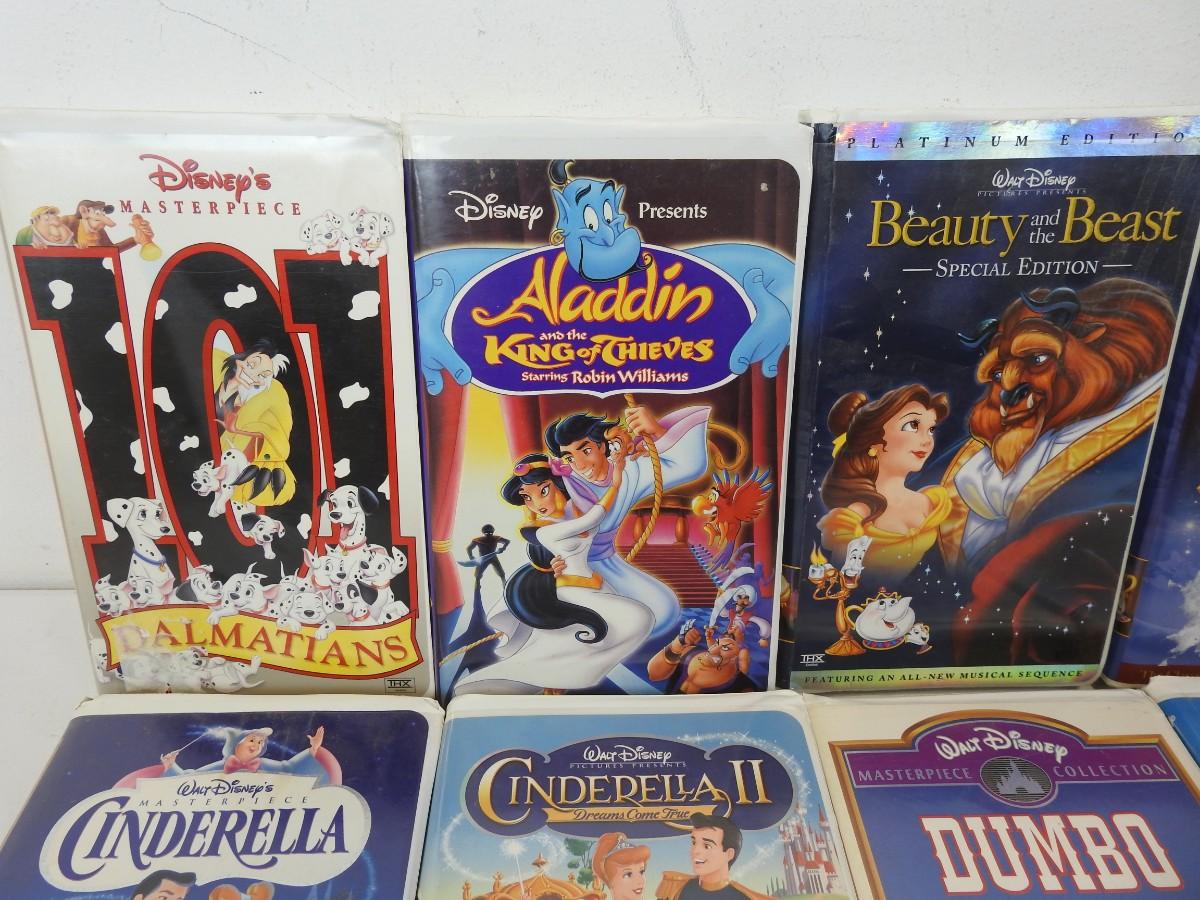 Disney's
MASTERPIECE
101
DALMATIANS
THX
Disney Presents
Aladdin
and the
King of Thieves
Starring Robin Williams
PLATINUM EDITIO
Walt Disney
PICTURES PRESENTS
Beauty and the Beast
SPECIAL EDITION
THX
FEATURING AN ALL-NEW MUSICAL SEQUENCE
Walt Disney's
MASTERPIECE
CINDERELLA
Walt Disney
PICTURES PRESENTS
CINDERELLA II
Dreams Come True
Walt Disney
MASTERPIECE COLLECTION
DUMBO